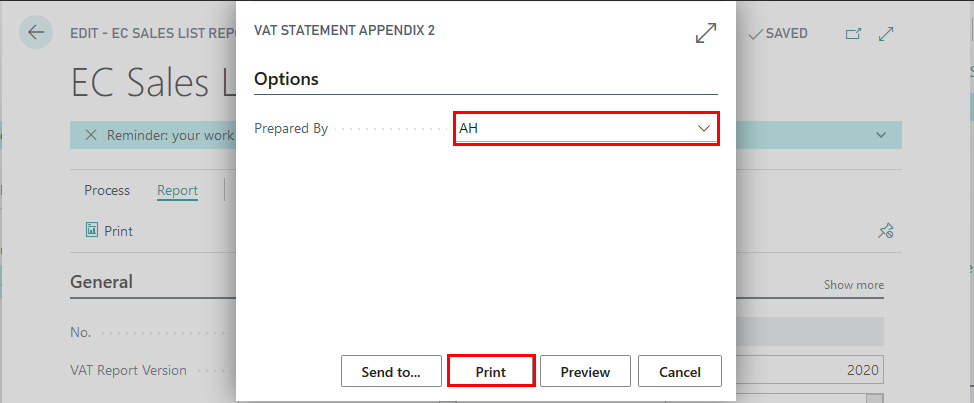 EDIT - EC SALES LIST REPO
SAVED
EC Sales L
Reminder: your work
Process Report
Print
General
Show more
No.
VAT Report Version
2020
VAT STATEMENT APPENDIX 2
Options
Prepared By
AH
Send to...
Print
Preview
Cancel